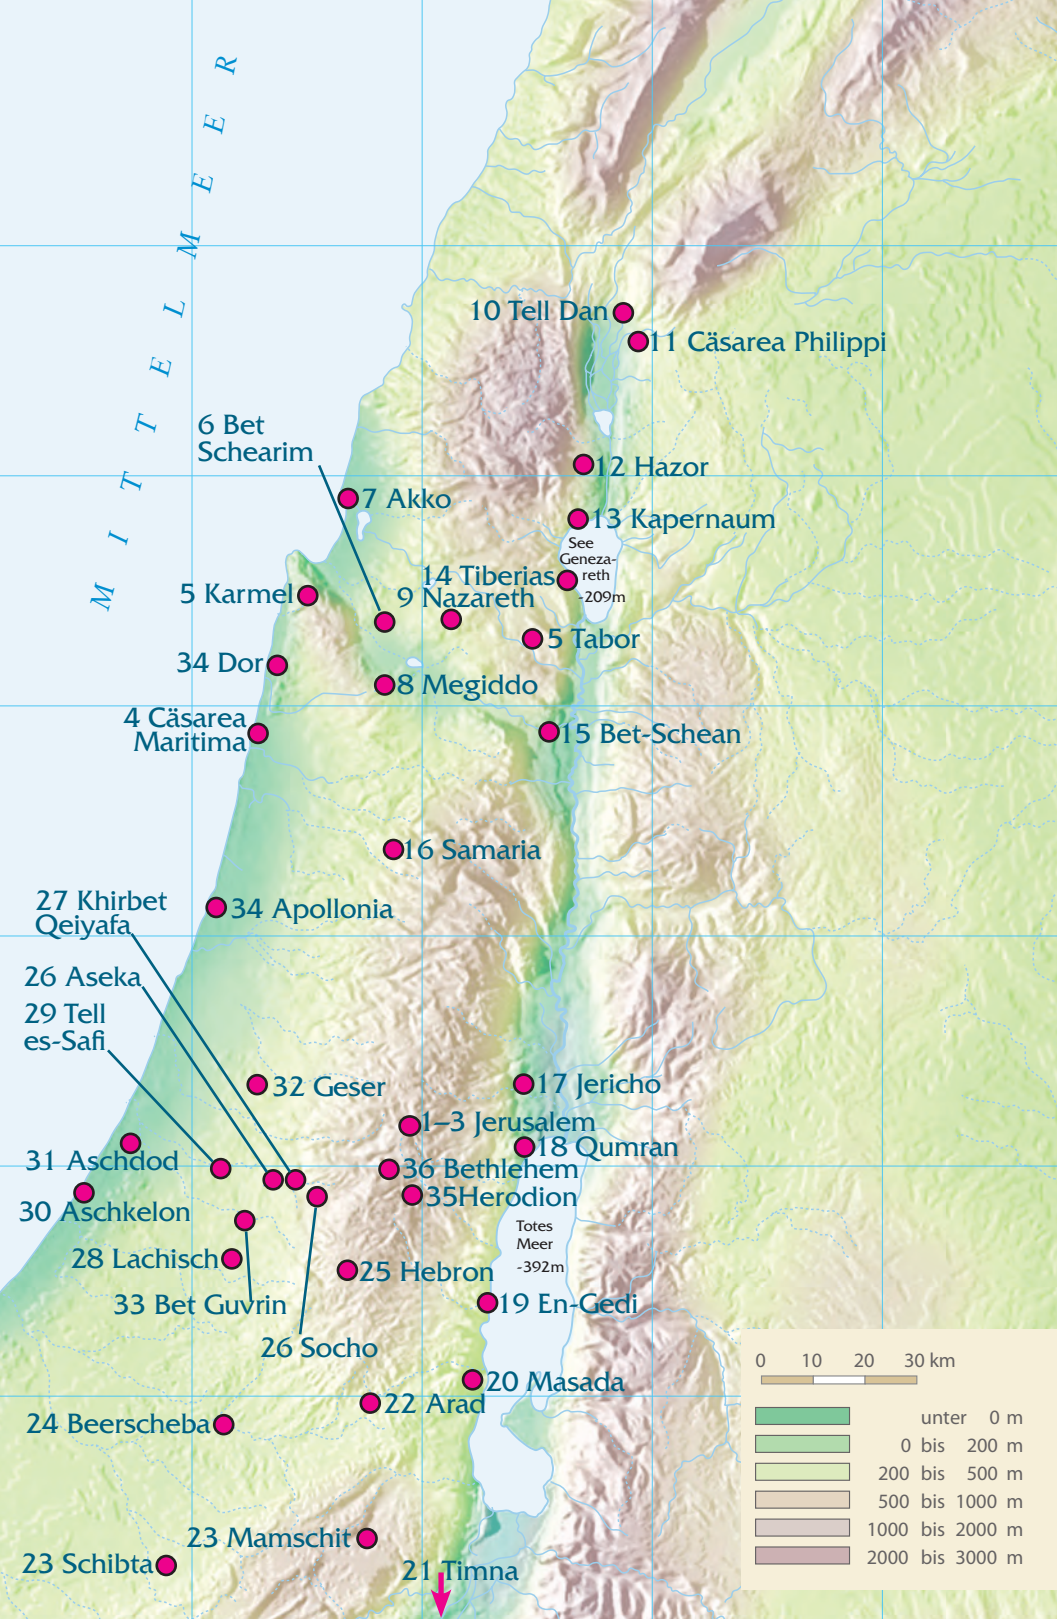 MITTELMEER
10 Tell Dan
11 Cäsarea Philippi
6 Bet
Schearim
12 Hazor
7 Akko
13 Kapernaum
See
Geneza-
reth
-209m
14 Tiberias
5 Karmel
9 Nazareth
5 Tabor
34 Dor
8 Megiddo
4 Cäsarea
Maritima
15 Bet-Schean
16 Samaria
27 Khirbet
Qeiyafa
34 Apollonia
26 Aseka
29 Tell
es-Safi
32 Geser
17 Jericho
1–3 Jerusalem
18 Qumran
31 Aschdod
36 Bethlehem
35Herodion
30 Aschkelon
Totes
Meer
-392m
28 Lachisch
25 Hebron
33 Bet Guvrin
19 En-Gedi
26 Socho
20 Masada
22 Arad
24 Beerscheba
23 Mamschit
23 Schibta
21 Timna
0 10 20 30 km
unter 0 m
0 bis 200 m
200 bis 500 m
500 bis 1000 m
1000 bis 2000 m
2000 bis 3000 m